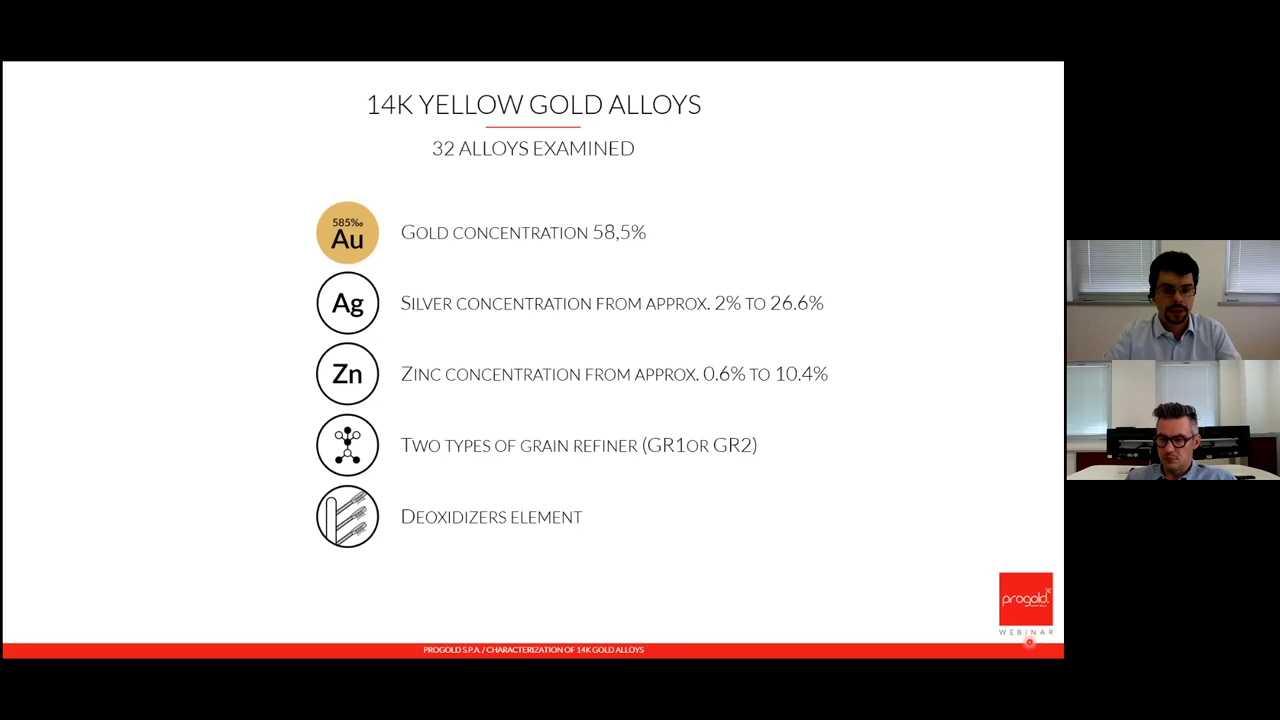 14K YELLOW GOLD ALLOYS
32 ALLOYS EXAMINED
585‰
Au
GOLD CONCENTRATION 58,5%
Ag
SILVER CONCENTRATION FROM APPROX. 2% TO 26.6%
Zn
ZINC CONCENTRATION FROM APPROX. 0.6% TO 10.4%
TWO TYPES OF GRAIN REFINER (GR1OR GR2)
DEOXIDIZERS ELEMENT
progold.
WEBINAR
PROGOLD S.P.A. / CHARACTERIZATION OF 14K GOLD ALLOYS